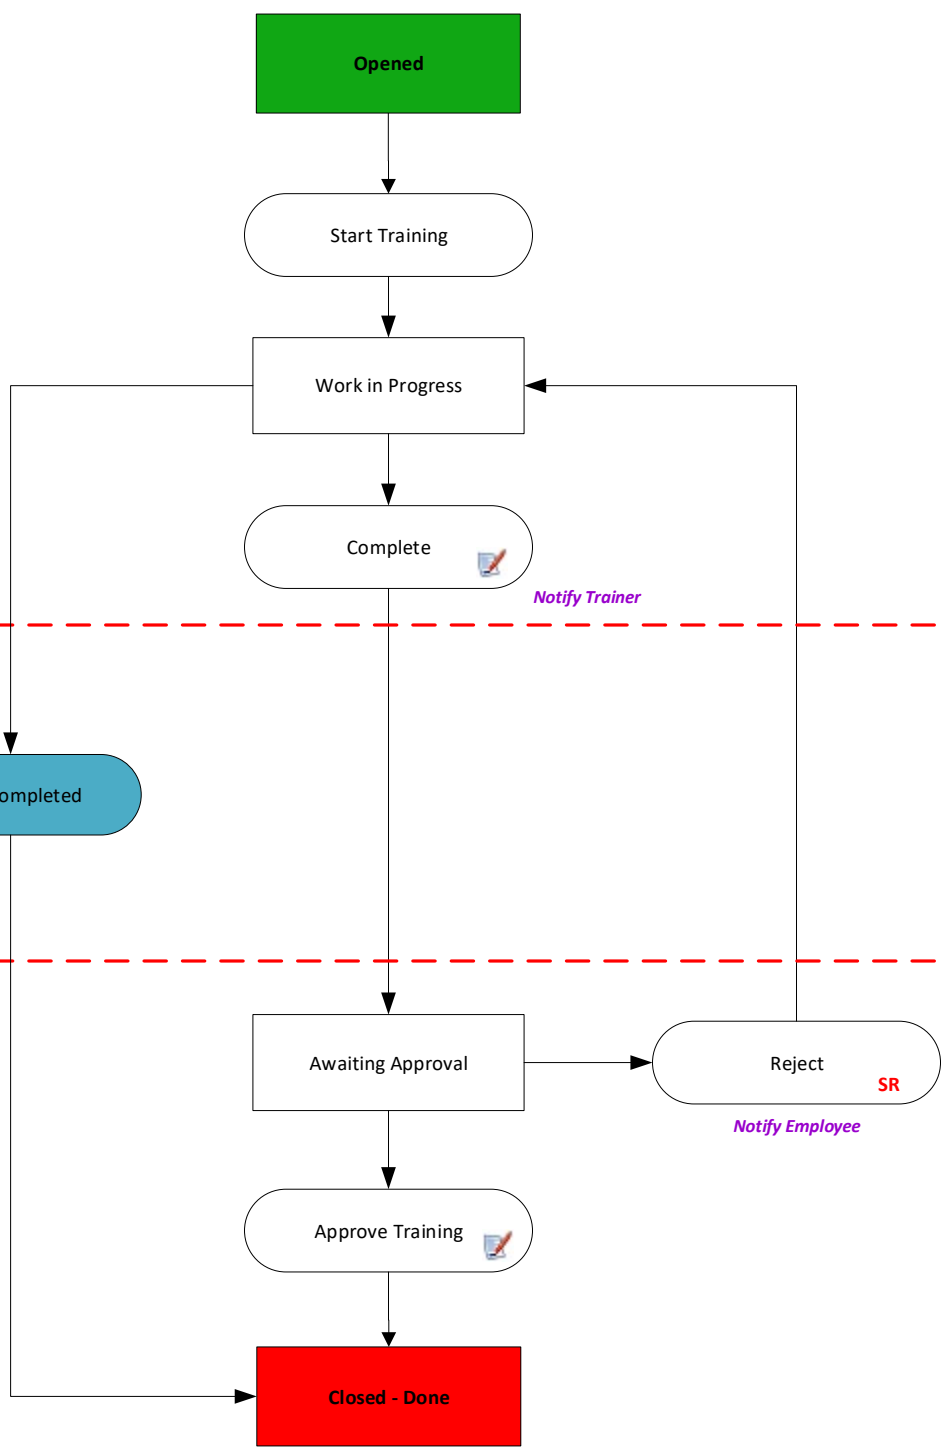 Opened
Start Training
Work in Progress
Complete
Notify Trainer
ompleted
Awaiting Approval
Reject
SR
Notify Employee
Approve Training
Closed - Done